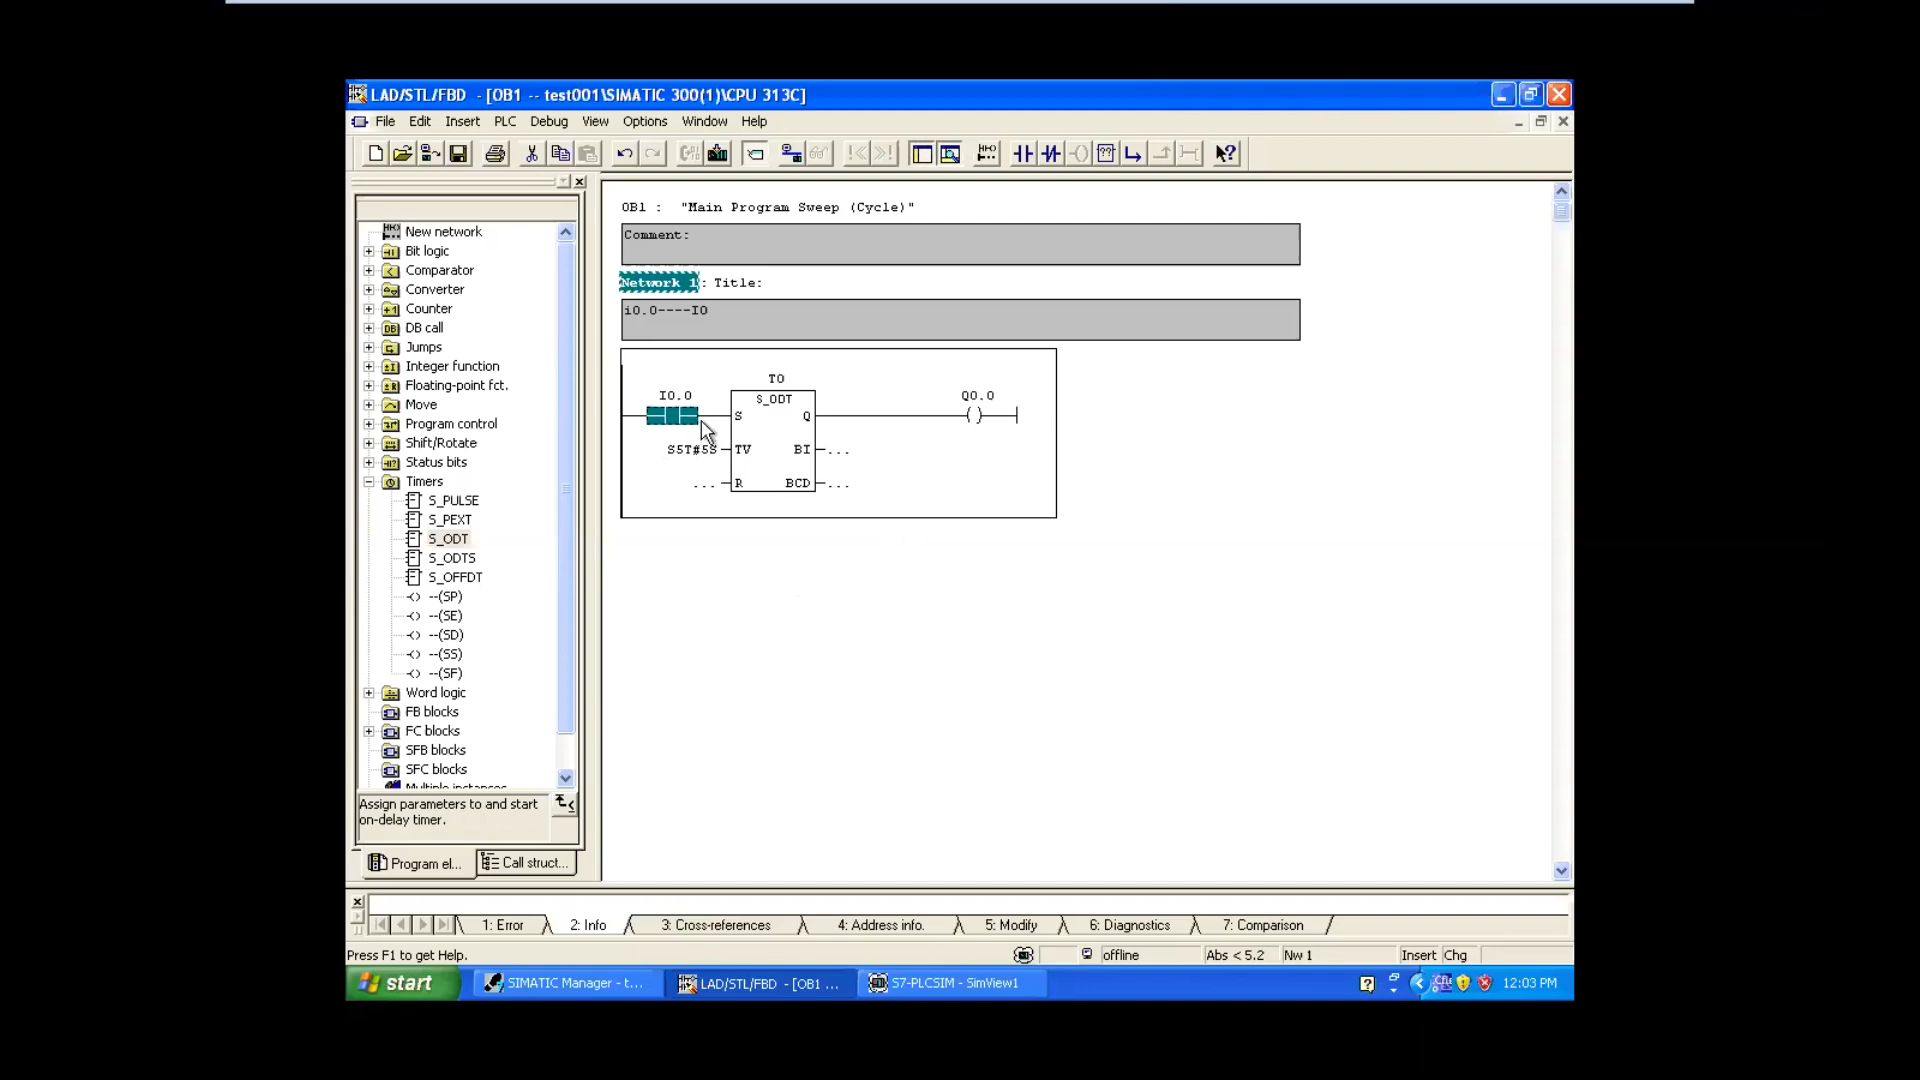 LAD/STL/FBD - [OB1 -- test001\SIMATIC 300(1)\CPU 313C]
File Edit Insert PLC Debug View Options Window Help
New network
Bit logic
Comparator
Converter
Counter
DB call
Jumps
Integer function
Floating-point fct.
Move
Program control
Shift/Rotate
Status bits
Timers
S_PULSE
S_PEXT
S_ODT
S_ODTS
S_OFFDT
--(SP)
--(SE)
--(SD)
--(SS)
--(SF)
Word logic
FB blocks
FC blocks
SFB blocks
SFC blocks
Multiple instances
Assign parameters to and start
on-delay timer.
Program el...
Call struct...
OB1 : "Main Program Sweep (Cycle)"
Comment:
Network 1: Title:
i0.0----I0
T0
I0.0 S_ODT Q0.0
S Q
S5T#5S TV BI ...
... R BCD ...
1: Error 2: Info 3: Cross-references 4: Address info. 5: Modify 6: Diagnostics 7: Comparison
Press F1 to get Help. offline Abs < 5.2 Nw 1 Insert Chg
start SIMATIC Manager - t... LAD/STL/FBD - [OB1 ... S7-PLCSIM - SimView1 12:03 PM